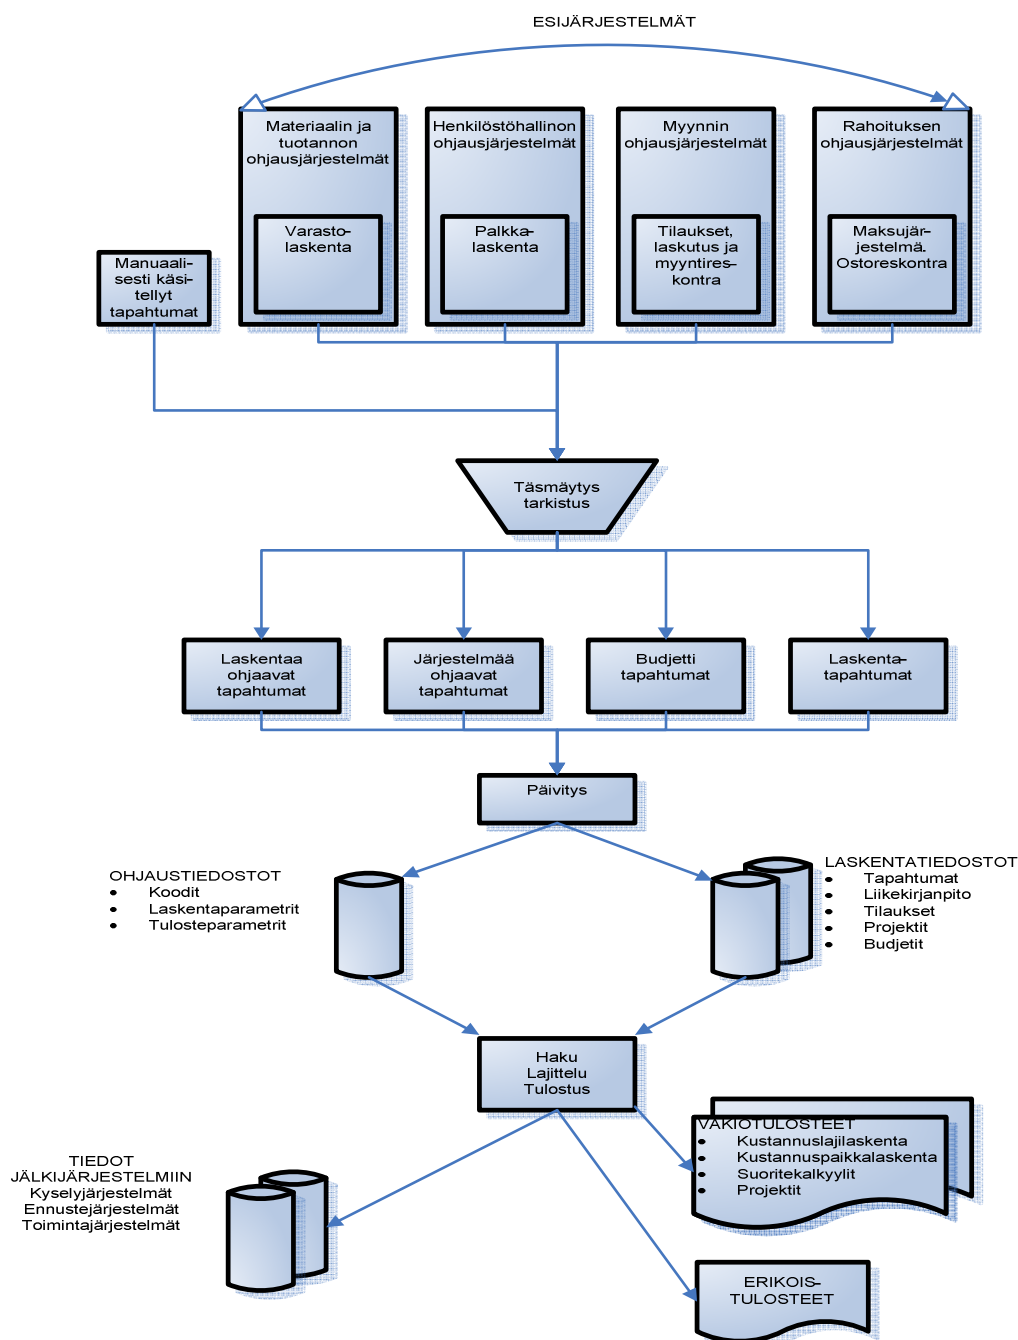 ESIJÄRJESTELMÄT
Materiaalin ja
tuotannon
ohjausjärjestelmät
Varasto-
laskenta
Henkilöstöhallinon
ohjausjärjestelmät
Palkka-
laskenta
Myynnin
ohjausjärjestelmät
Tilaukset,
laskutus ja
myyntires-
kontra
Rahoituksen
ohjausjärjestelmät
Maksujär-
jestelmä.
Ostoreskontra
Manuaali-
sesti käsi-
tellyt
tapahtumat
Täsmäytys
tarkistus
Laskentaa
ohjaavat
tapahtumat
Järjestelmää
ohjaavat
tapahtumat
Budjetti
tapahtumat
Laskenta-
tapahtumat
Päivitys
OHJAUSTIEDOSTOT
• Koodit
• Laskentaparametrit
• Tulosteparametrit
LASKENTATIEDOSTOT
• Tapahtumat
• Liikekirjanpito
• Tilaukset
• Projektit
• Budjetit
Haku
Lajittelu
Tulostus
TIEDOT
JÄLKIJÄRJESTELMIIN
Kyselyjärjestelmät
Ennustejärjestelmät
Toimintajärjestelmät
VAKIOTULOSTEET
• Kustannuslajilaskenta
• Kustannuspaikkalaskenta
• Suoritekalkyylit
• Projektit
ERIKOIS-
TULOSTEET